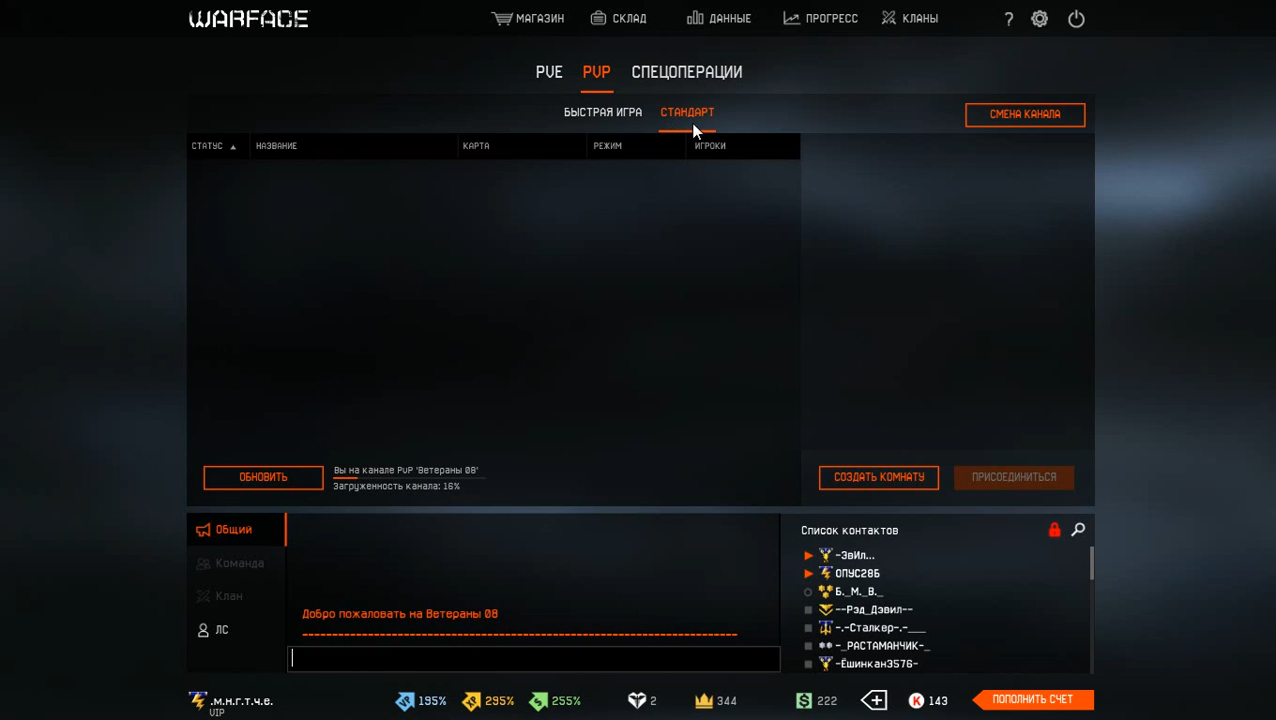 WARFACE МАГАЗИН СКЛАД ДАННЫЕ ПРОГРЕСС КЛАНЫ ?
PVE PVP СПЕЦОПЕРАЦИИ
БЫСТРАЯ ИГРА СТАНДАРТ СМЕНА КАНАЛА
СТАТУС НАЗВАНИЕ КАРТА РЕЖИМ ИГРОКИ
ОБНОВИТЬ
Вы на канале PvP 'Ветераны 08'
Загруженность канала: 16%
СОЗДАТЬ КОМНАТУ ПРИСОЕДИНИТЬСЯ
Общий
Команда
Клан
ЛС
Добро пожаловать на Ветераны 08
Список контактов
-ЗвИл...
ОПУС28Б
Б._М._В._
--Рэд_Дэвил--
-.-Сталкер-.-___
-_РАСТАМАНЧИК-_
-Ёшинкан3576-
.м.н.г.т.ч.е.
VIP
195% 295% 255% 2 344 222 K 143 ПОПОЛНИТЬ СЧЕТ